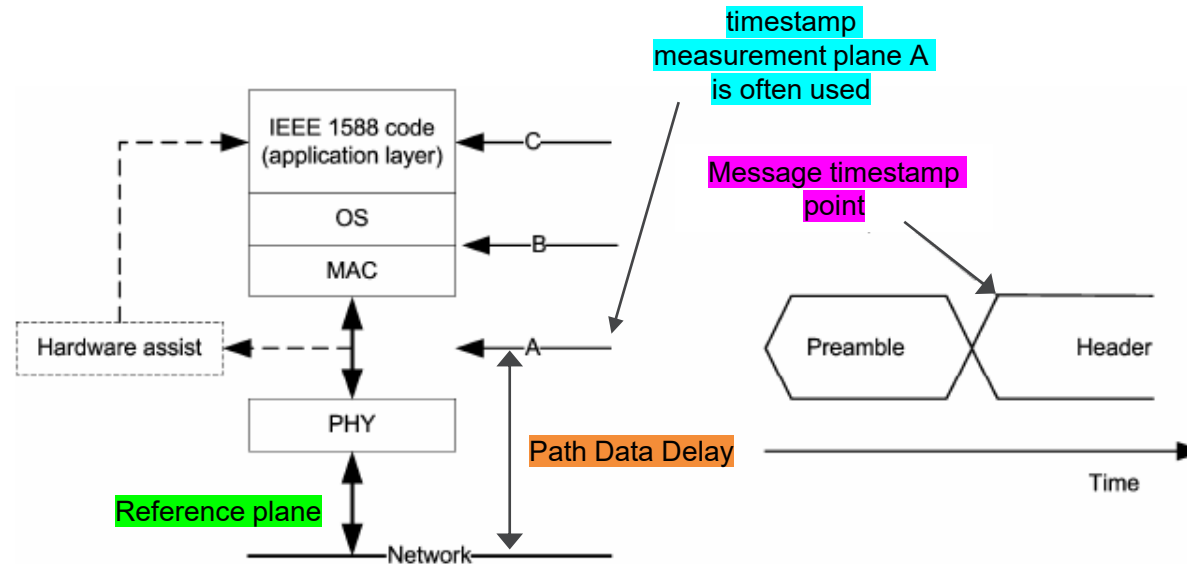 timestamp
measurement plane A
is often used
IEEE 1588 code
(application layer)
C
Message timestamp
point
OS
B
MAC
Hardware assist
A
Preamble
Header
PHY
Path Data Delay
Time
Reference plane
Network